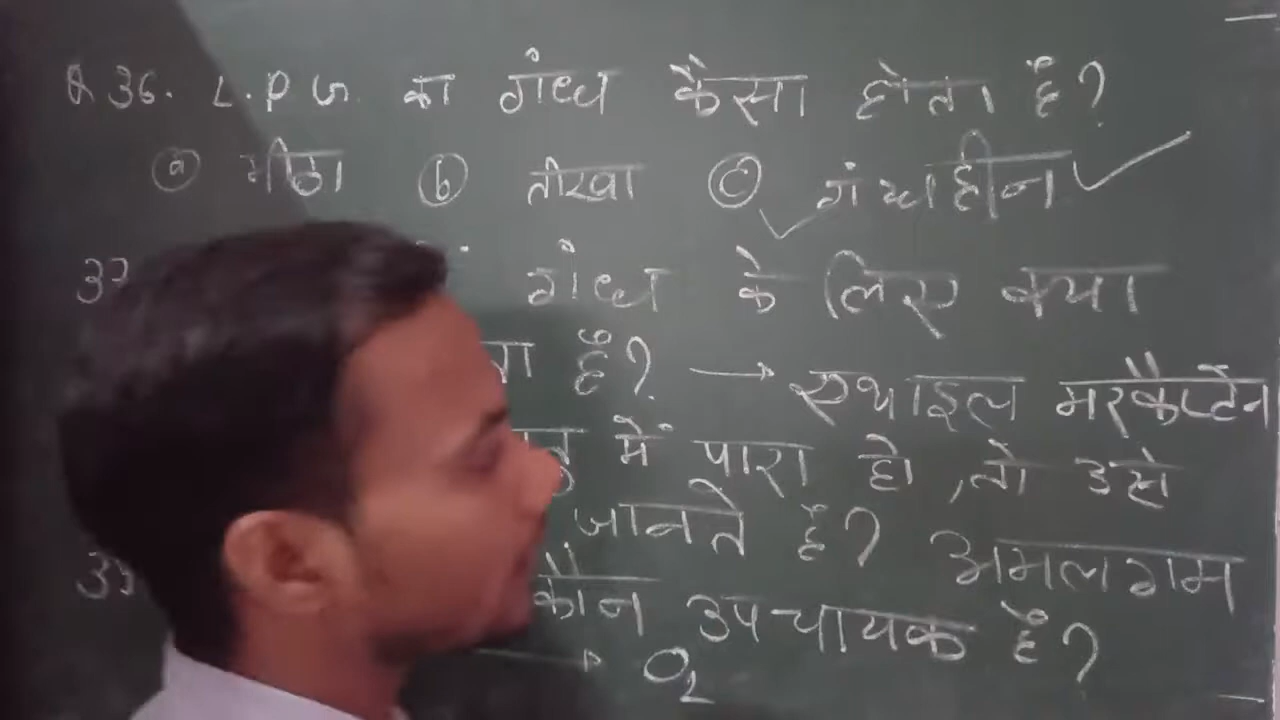 Q 36. L.P.G. का गंध कैसा होता है?
(a) मीठा (b) तीखा (c) गंधहीन
37 गंध के लिए क्या
है? → एथाइल मरकैप्टेन
में पारा हो, तो उसे
जानते है? अमलगम
कौन उपचायक है?
O2